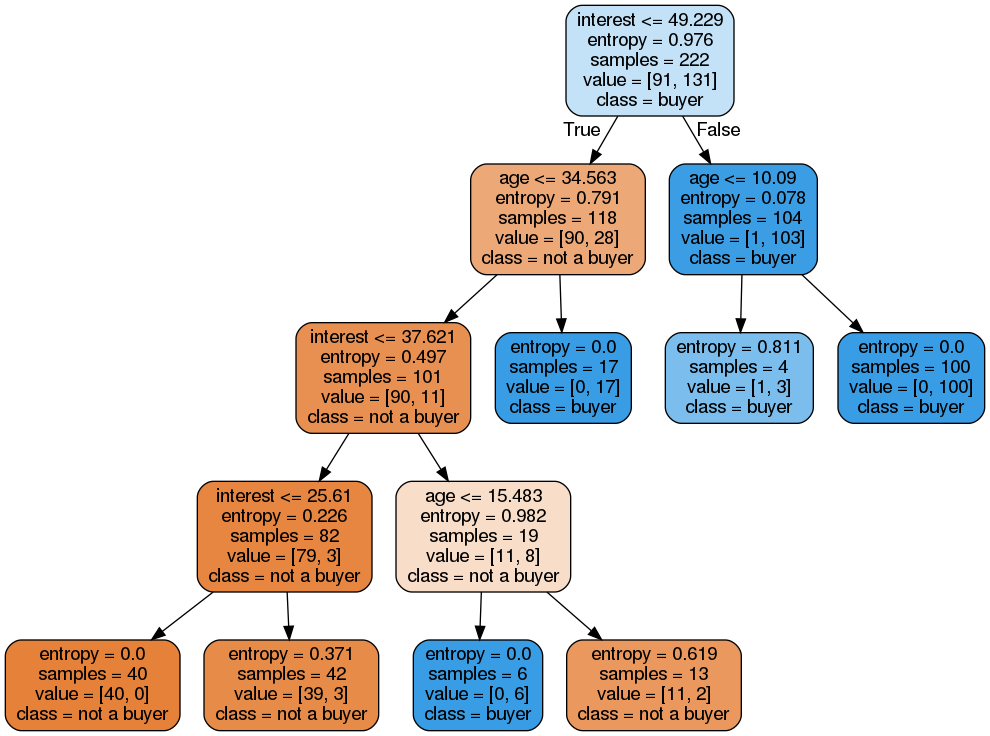 interest <= 49.229
entropy = 0.976
samples = 222
value = [91, 131]
class = buyer
True
False
age <= 34.563
entropy = 0.791
samples = 118
value = [90, 28]
class = not a buyer
age <= 10.09
entropy = 0.078
samples = 104
value = [1, 103]
class = buyer
interest <= 37.621
entropy = 0.497
samples = 101
value = [90, 11]
class = not a buyer
entropy = 0.0
samples = 17
value = [0, 17]
class = buyer
entropy = 0.811
samples = 4
value = [1, 3]
class = buyer
entropy = 0.0
samples = 100
value = [0, 100]
class = buyer
interest <= 25.61
entropy = 0.226
samples = 82
value = [79, 3]
class = not a buyer
age <= 15.483
entropy = 0.982
samples = 19
value = [11, 8]
class = not a buyer
entropy = 0.0
samples = 40
value = [40, 0]
class = not a buyer
entropy = 0.371
samples = 42
value = [39, 3]
class = not a buyer
entropy = 0.0
samples = 6
value = [0, 6]
class = buyer
entropy = 0.619
samples = 13
value = [11, 2]
class = not a buyer